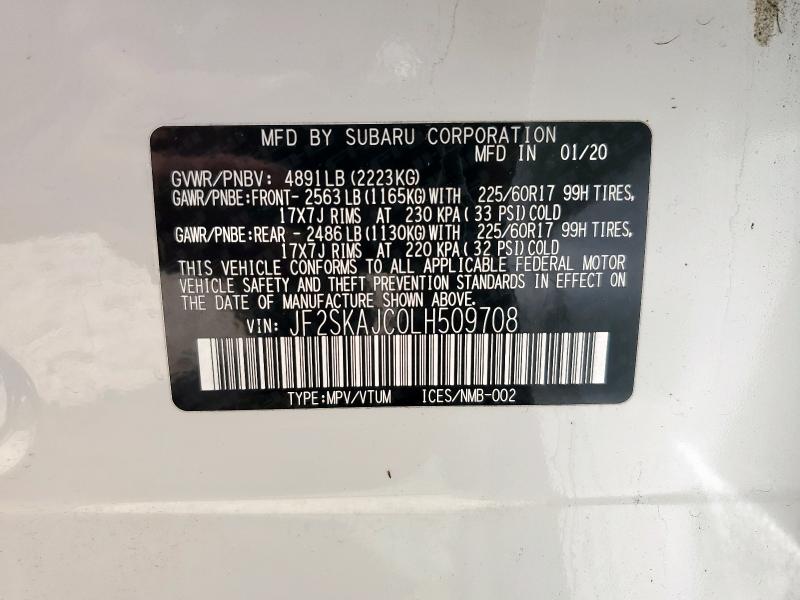 MFD BY SUBARU CORPORATION
MFD IN 01/20
GVWR/PNBV: 4891LB (2223KG)
GAWR/PNBE:FRONT- 2563LB (1165KG) WITH 225/60R17 99H TIRES,
17X7J RIMS AT 230 KPA (33 PSI) COLD
GAWR/PNBE:REAR - 2486LB (1130KG) WITH 225/60R17 99H TIRES,
17X7J RIMS AT 220 KPA (32 PSI) COLD
THIS VEHICLE CONFORMS TO ALL APPLICABLE FEDERAL MOTOR
VEHICLE SAFETY AND THEFT PREVENTION STANDARDS IN EFFECT ON
THE DATE OF MANUFACTURE SHOWN ABOVE.
VIN: JF2SKAJC0LH509708
TYPE:MPV/VTUM ICES/NMB-002